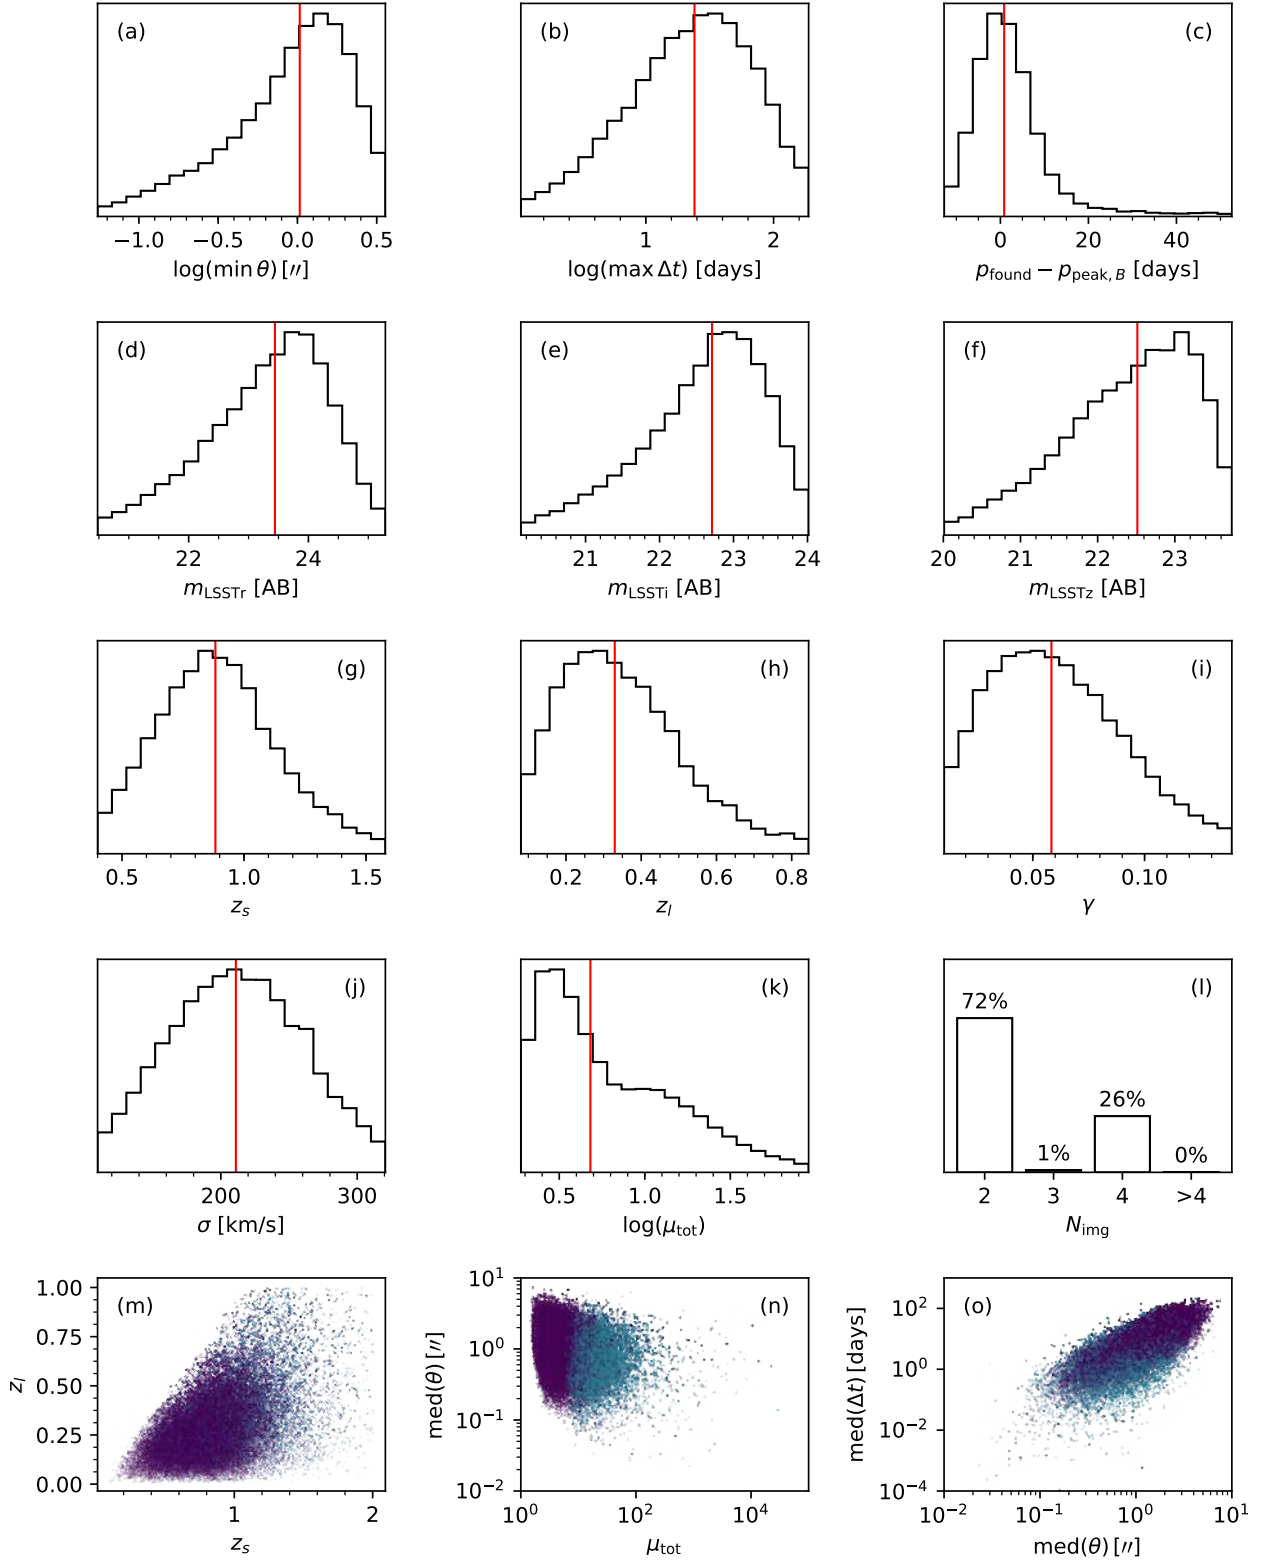 (a)
(b)
(c)
−1.0 −0.5 0.0 0.5
log(min θ) [″]
1 2
log(max Δt) [days]
0 20 40
p_found − p_peak, B [days]
(d)
(e)
(f)
22 24
m_LSSTr [AB]
21 22 23 24
m_LSSTi [AB]
20 21 22 23
m_LSSTz [AB]
(g)
(h)
(i)
0.5 1.0 1.5
z_s
0.2 0.4 0.6 0.8
z_l
0.05 0.10
γ
(j)
(k)
(l)
72%
1%
26%
0%
200 300
σ [km/s]
0.5 1.0 1.5
log(μ_tot)
2 3 4 >4
N_img
(m)
1.00
0.75
0.50
0.25
0.00
z_l
1 2
z_s
(n)
10^1
10^0
10^−1
10^−2
med(θ) [″]
10^0 10^2 10^4
μ_tot
(o)
10^2
10^0
10^−2
10^−4
med(Δt) [days]
10^−2 10^−1 10^0 10^1
med(θ) [″]